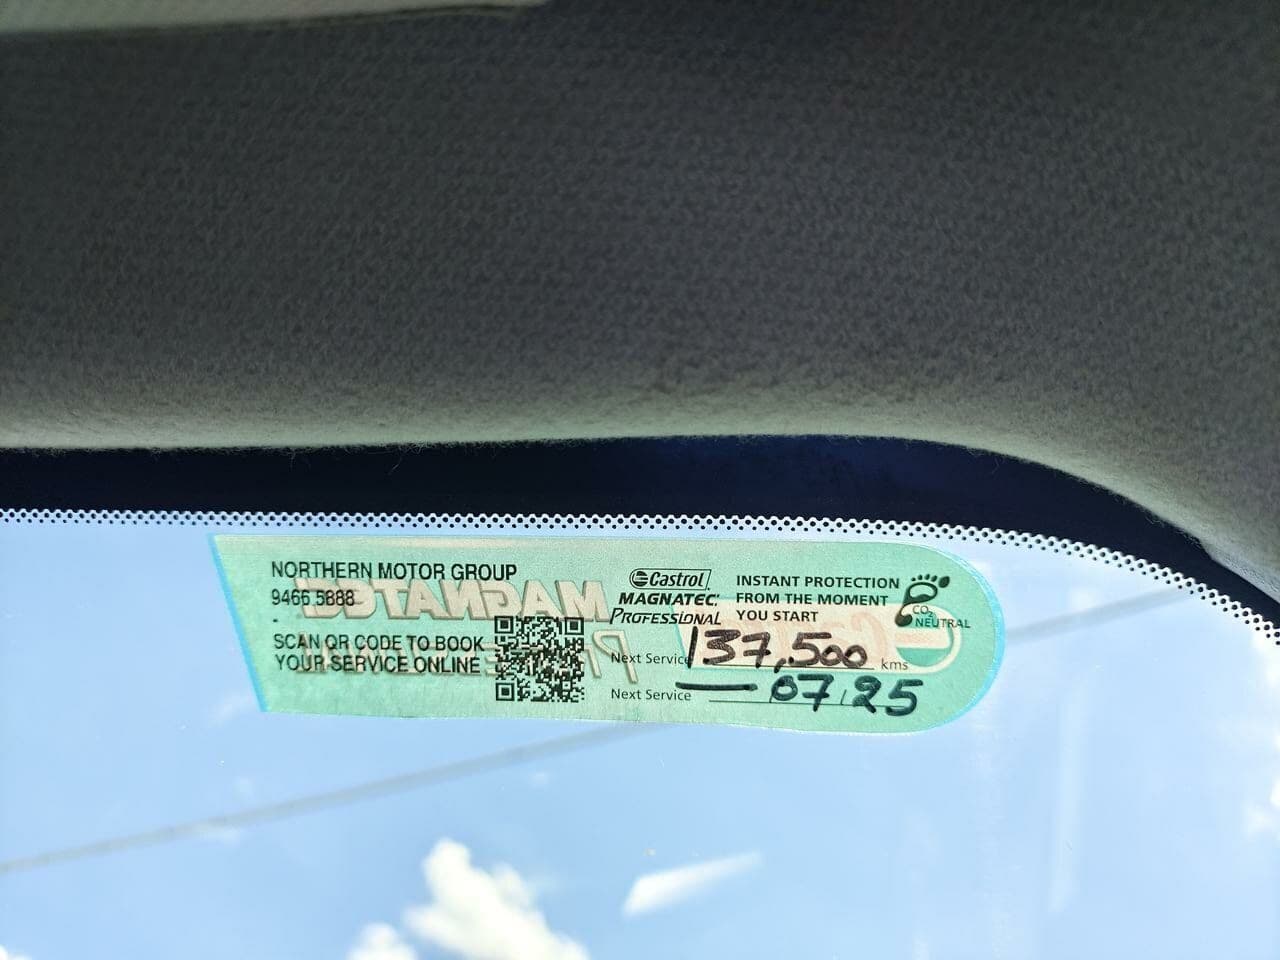 NORTHERN MOTOR GROUP
9466 5888
-
SCAN QR CODE TO BOOK
YOUR SERVICE ONLINE
Castrol
MAGNATEC
PROFESSIONAL
INSTANT PROTECTION
FROM THE MOMENT
YOU START
CO₂
NEUTRAL
Next Service 137,500 kms
Next Service — 07/25
MAGNATEC